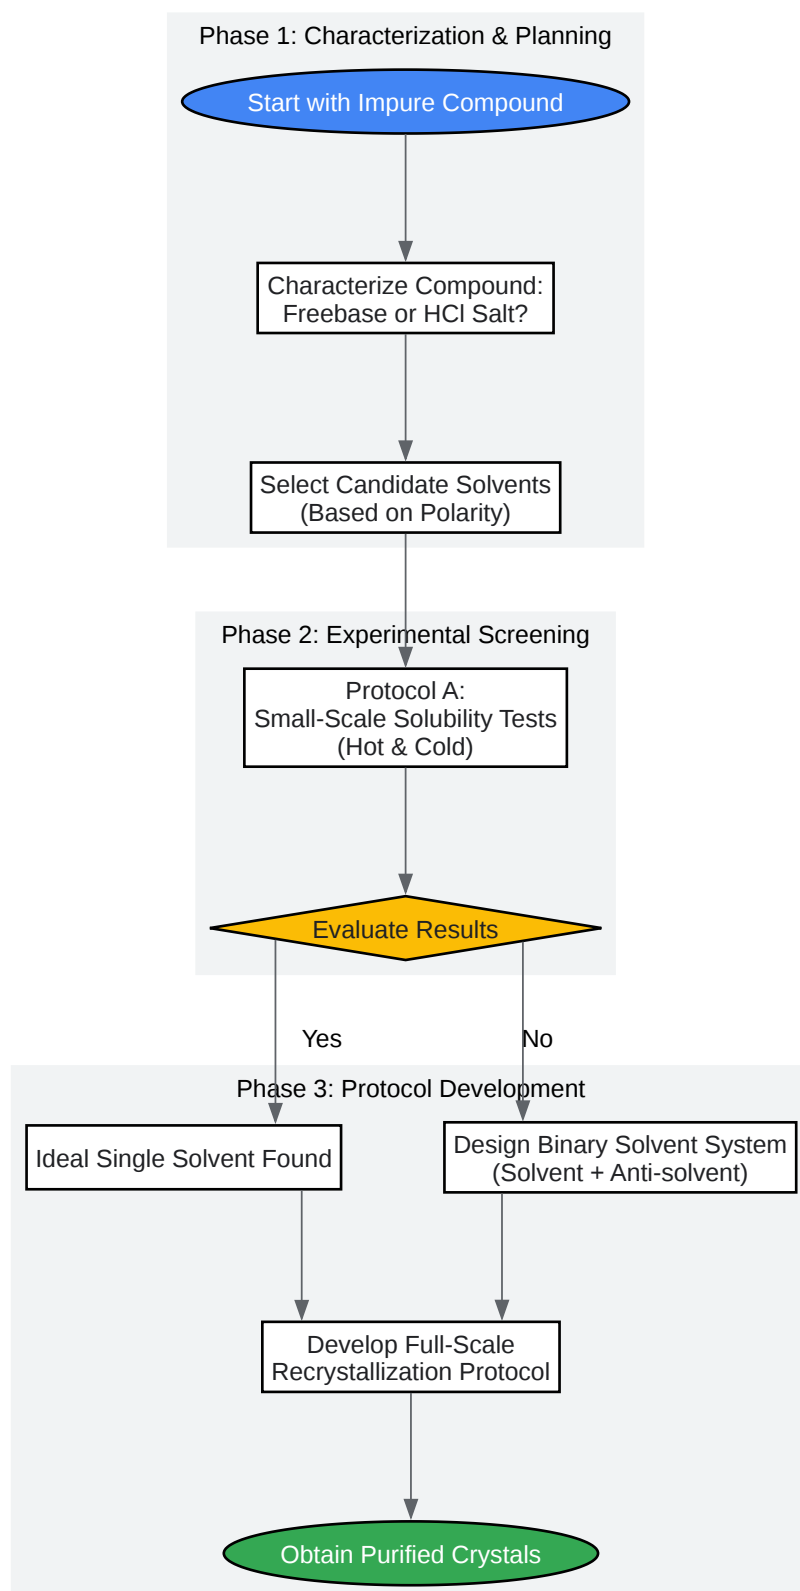 Phase 1: Characterization & Planning
Start with Impure Compound
Characterize Compound:
Freebase or HCl Salt?
Select Candidate Solvents
(Based on Polarity)
Phase 2: Experimental Screening
Protocol A:
Small-Scale Solubility Tests
(Hot & Cold)
Evaluate Results
Yes
No
Phase 3: Protocol Development
Ideal Single Solvent Found
Design Binary Solvent System
(Solvent + Anti-solvent)
Develop Full-Scale
Recrystallization Protocol
Obtain Purified Crystals